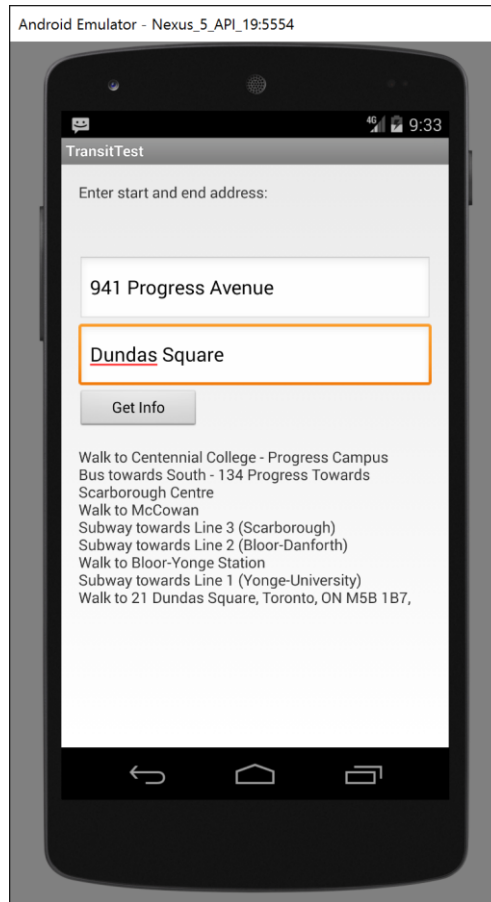 Android Emulator - Nexus_5_API_19:5554
4G 9:33
TransitTest
Enter start and end address:
941 Progress Avenue
Dundas Square
Get Info
Walk to Centennial College - Progress Campus
Bus towards South - 134 Progress Towards
Scarborough Centre
Walk to McCowan
Subway towards Line 3 (Scarborough)
Subway towards Line 2 (Bloor-Danforth)
Walk to Bloor-Yonge Station
Subway towards Line 1 (Yonge-University)
Walk to 21 Dundas Square, Toronto, ON M5B 1B7,